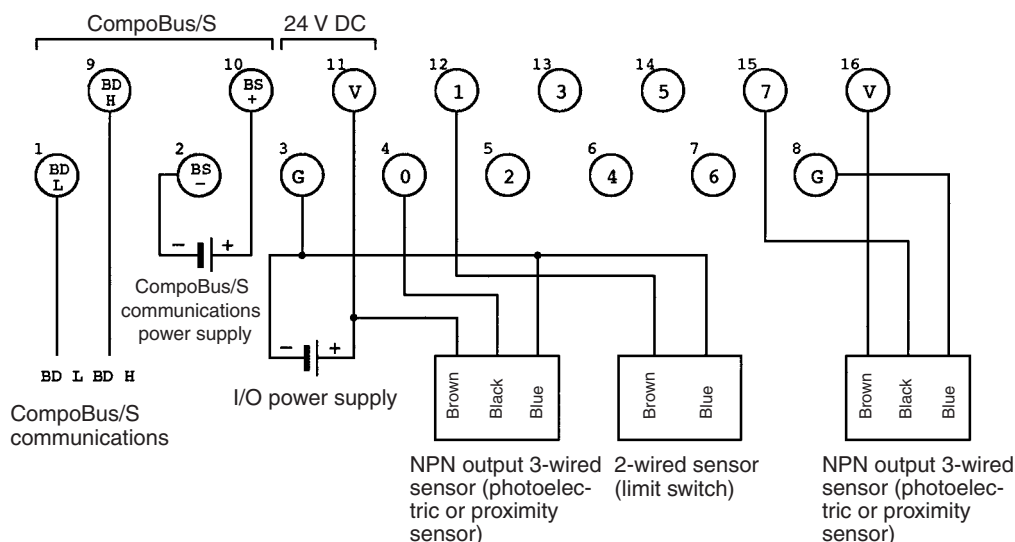 CompoBus/S 24 V DC
9 10 11 12 13 14 15 16
BD
H
BS
+
V 1 3 5 7 V
1 2 3 4 5 6 7 8
BD
L
BS
−
G 0 2 4 6 G
− +
CompoBus/S
communications
power supply
− +
I/O power supply
BD L BD H
CompoBus/S
communications
Brown
Black
Blue
Brown
Blue
Brown
Black
Blue
NPN output 3-wired
sensor (photoelec-
tric or proximity
sensor)
2-wired sensor
(limit switch)
NPN output 3-wired
sensor (photoelec-
tric or proximity
sensor)